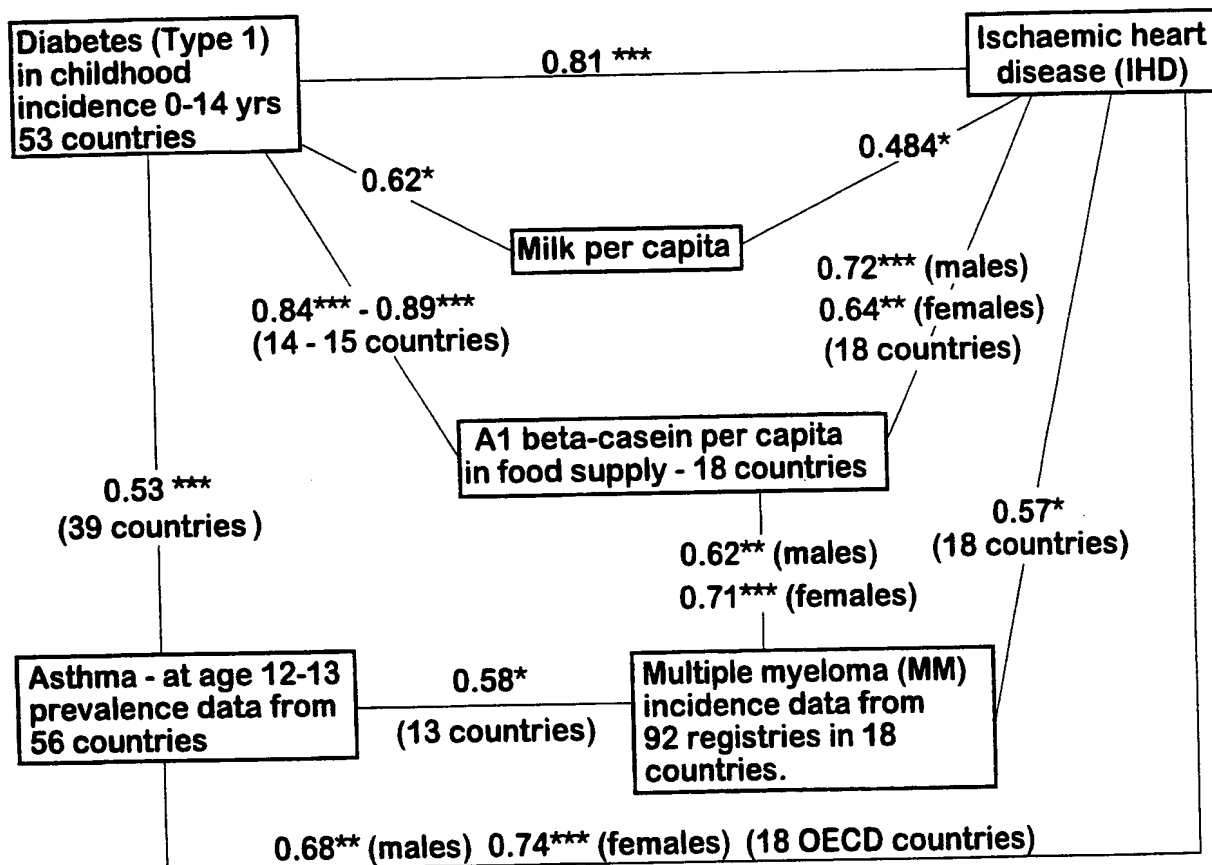 Diabetes (Type 1)
in childhood
incidence 0-14 yrs
53 countries
0.81 ***
Ischaemic heart
disease (IHD)
0.62*
0.484*
Milk per capita
0.84*** - 0.89***
(14 - 15 countries)
0.72*** (males)
0.64** (females)
(18 countries)
A1 beta-casein per capita
in food supply - 18 countries
0.53 ***
(39 countries)
0.57*
(18 countries)
0.62** (males)
0.71*** (females)
Asthma - at age 12-13
prevalence data from
56 countries
0.58*
(13 countries)
Multiple myeloma (MM)
incidence data from
92 registries in 18
countries.
0.68** (males) 0.74*** (females) (18 OECD countries)